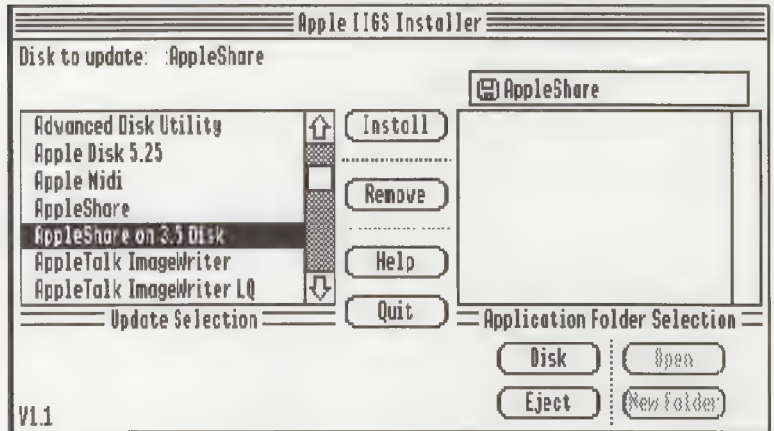 Apple IIGS Installer
Disk to update: :AppleShare
AppleShare
Advanced Disk Utility
Apple Disk 5.25
Apple Midi
AppleShare
AppleShare on 3.5 Disk
AppleTalk ImageWriter
AppleTalk ImageWriter LQ
Update Selection
Install
Remove
Help
Quit
Application Folder Selection
Disk
Open
Eject
New Folder
V1.1